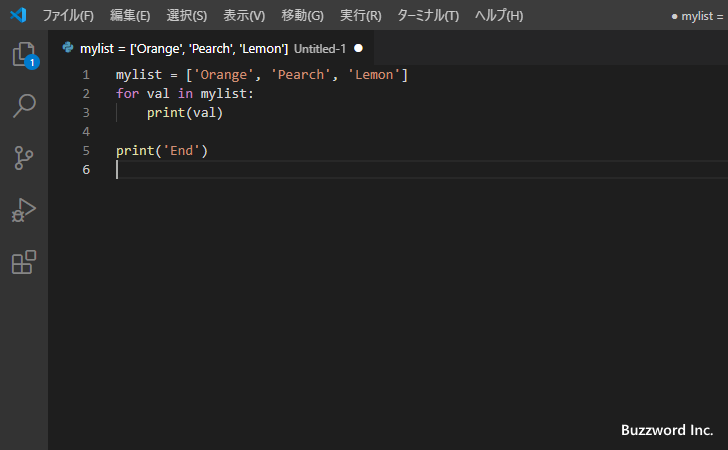 ファイル(F) 編集(E) 選択(S) 表示(V) 移動(G) 実行(R) ターミナル(T) ヘルプ(H) ● mylist =
mylist = ['Orange', 'Pearch', 'Lemon'] Untitled-1 ●
1
1 mylist = ['Orange', 'Pearch', 'Lemon']
2 for val in mylist:
3     print(val)
4
5 print('End')
6
Buzzword Inc.